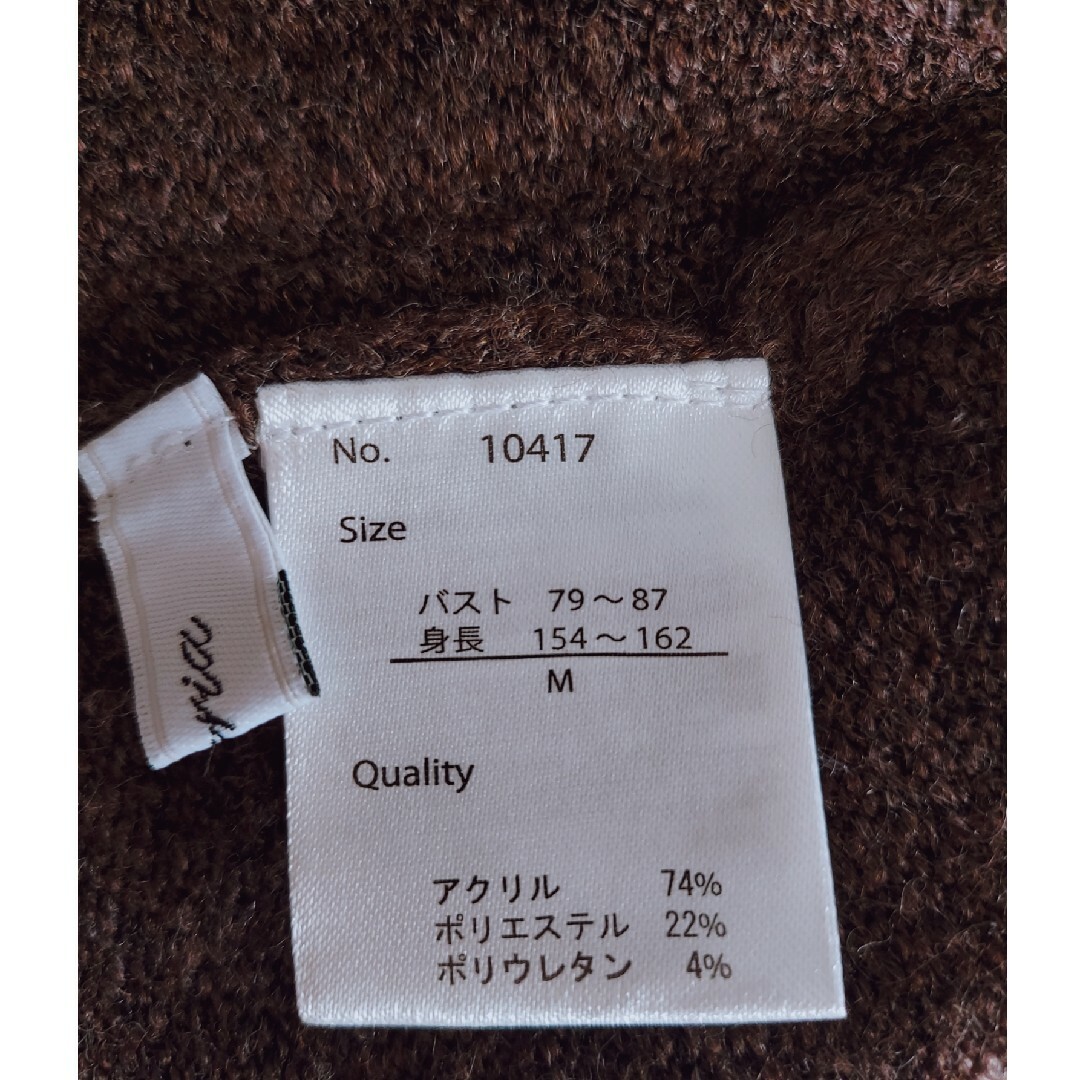 No. 10417
Size
バスト 79～87
身長 154～162
M
Quality
アクリル 74%
ポリエステル 22%
ポリウレタン 4%